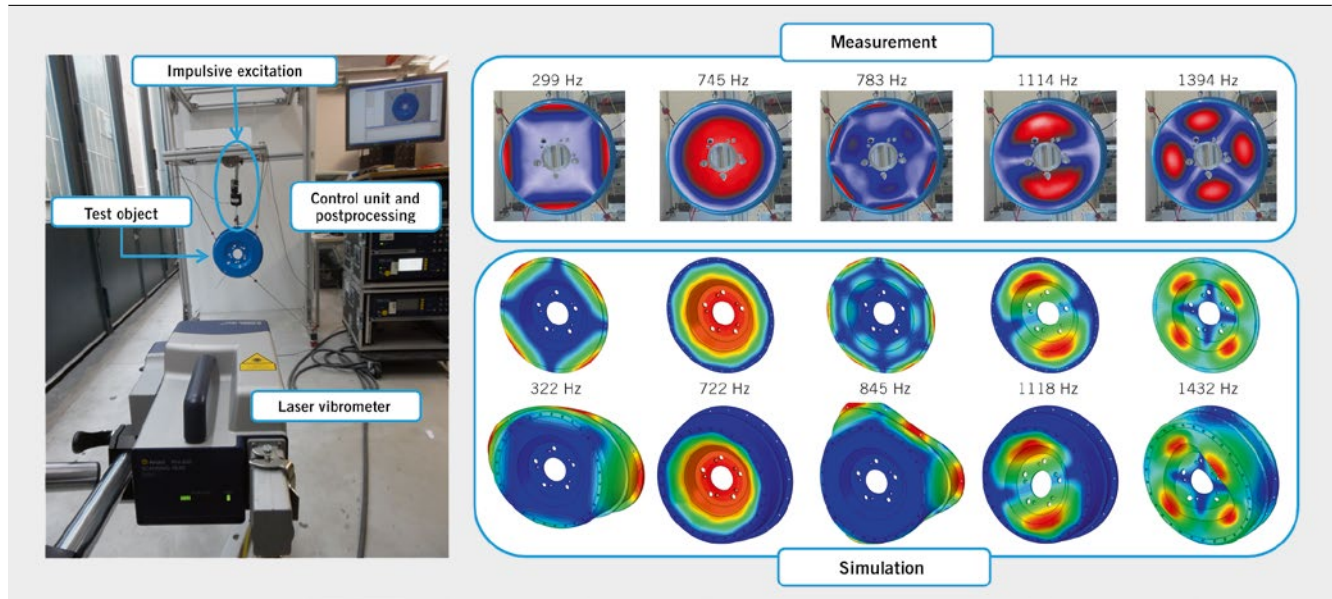 Impulsive excitation
Test object
Control unit and
postprocessing
Laser vibrometer
Measurement
299 Hz 745 Hz 783 Hz 1114 Hz 1394 Hz
322 Hz 722 Hz 845 Hz 1118 Hz 1432 Hz
Simulation